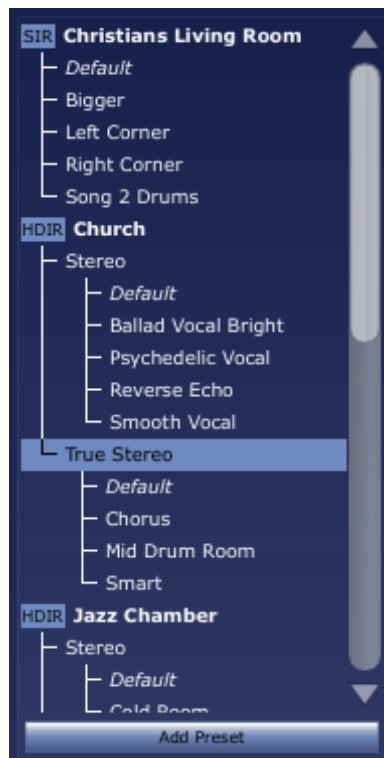 SIR Christians Living Room
Default
Bigger
Left Corner
Right Corner
Song 2 Drums
HDIR Church
Stereo
Default
Ballad Vocal Bright
Psychedelic Vocal
Reverse Echo
Smooth Vocal
True Stereo
Default
Chorus
Mid Drum Room
Smart
HDIR Jazz Chamber
Stereo
Default
Cold Room
Add Preset